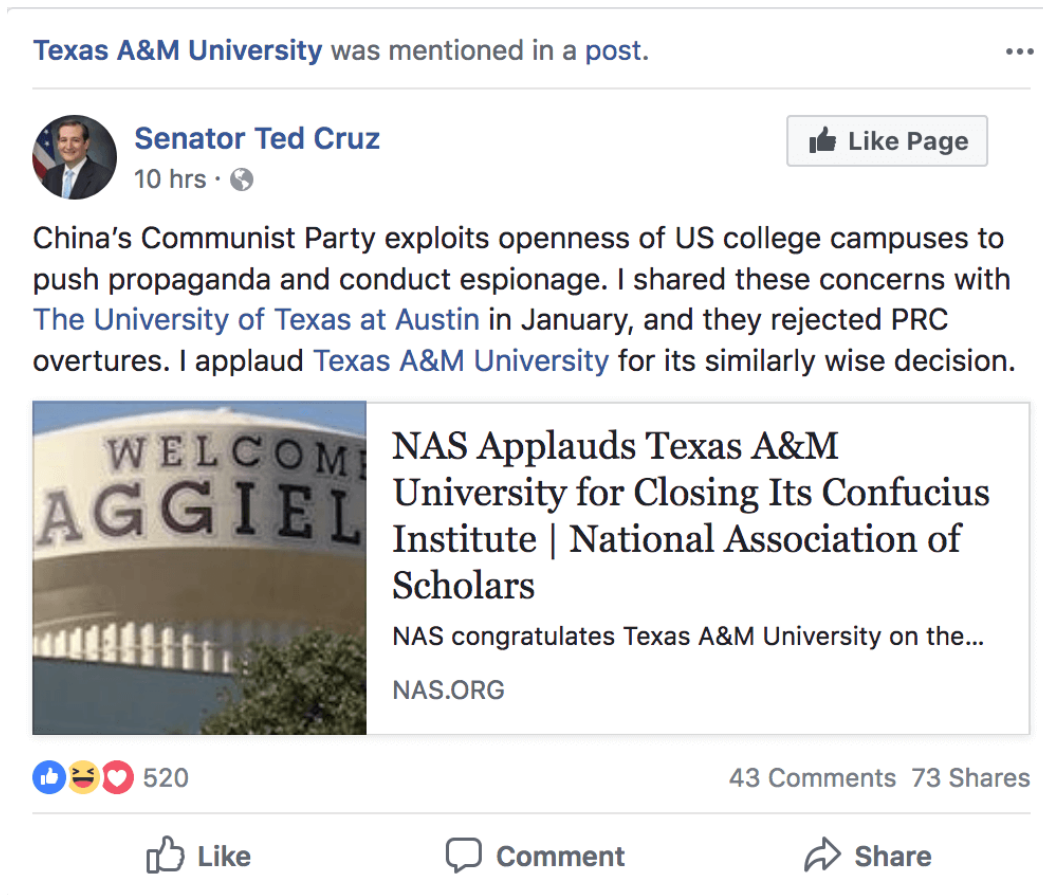 Texas A&M University was mentioned in a post.
Senator Ted Cruz
Like Page
10 hrs ·
China's Communist Party exploits openness of US college campuses to
push propaganda and conduct espionage. I shared these concerns with
The University of Texas at Austin in January, and they rejected PRC
overtures. I applaud Texas A&M University for its similarly wise decision.
WELCOME
AGGIEL
NAS Applauds Texas A&M
University for Closing Its Confucius
Institute | National Association of
Scholars
NAS congratulates Texas A&M University on the...
NAS.ORG
520
43 Comments 73 Shares
Like Comment Share